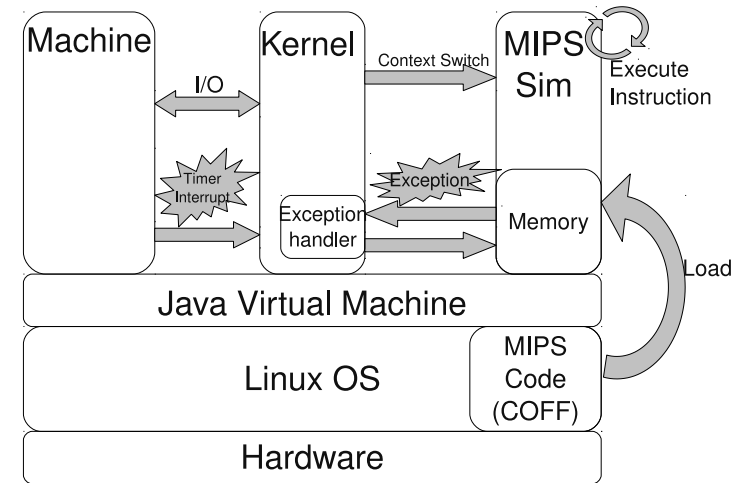 Machine
Kernel
MIPS
Sim
Context Switch
Execute
Instruction
I/O
Timer
Interrupt
Exception
Exception
handler
Memory
Load
Java Virtual Machine
Linux OS
MIPS
Code
(COFF)
Hardware